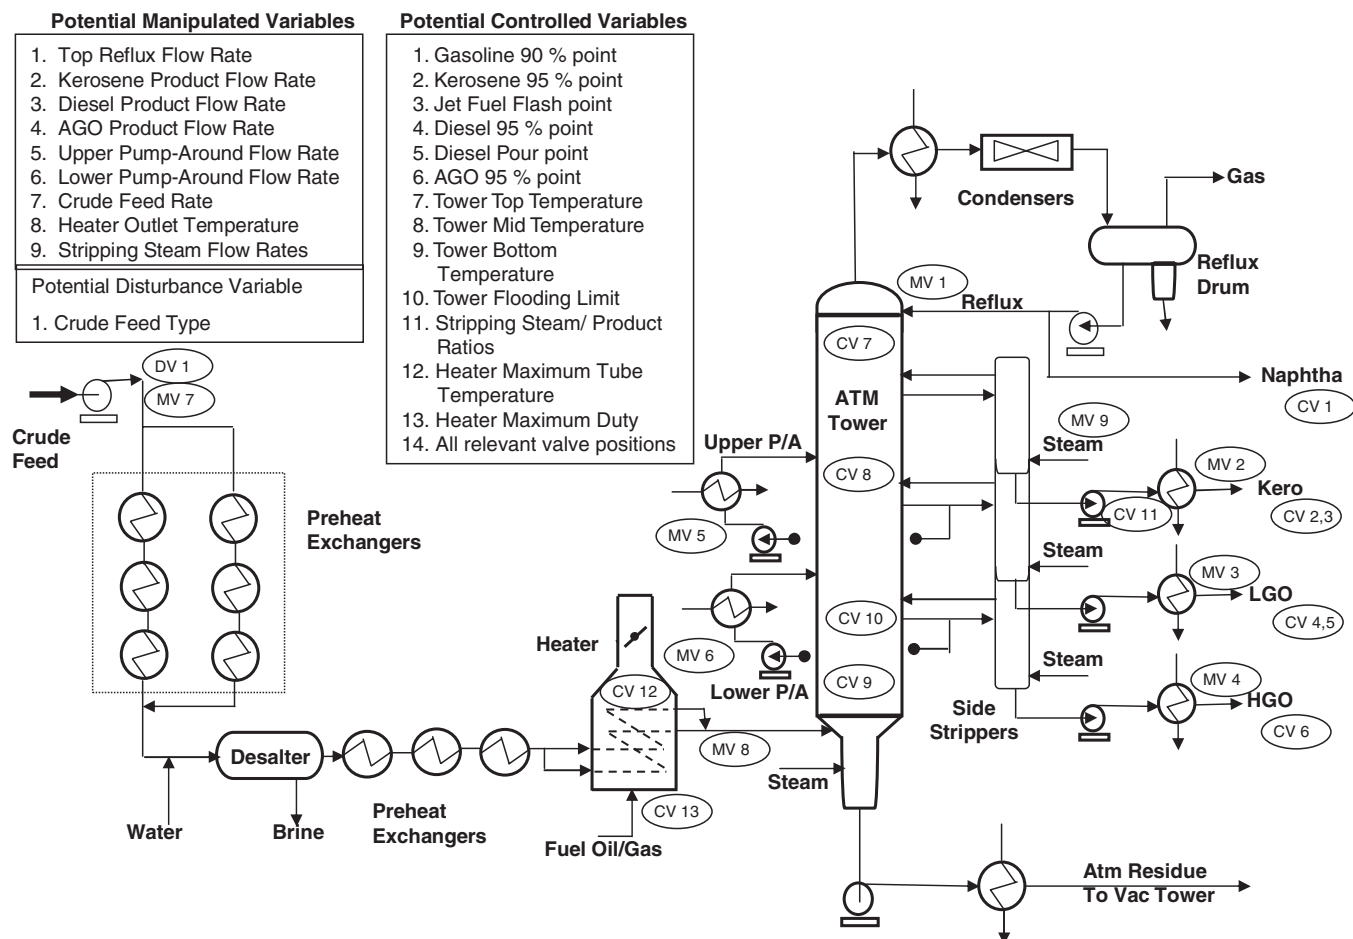 Potential Manipulated Variables
1. Top Reflux Flow Rate
2. Kerosene Product Flow Rate
3. Diesel Product Flow Rate
4. AGO Product Flow Rate
5. Upper Pump-Around Flow Rate
6. Lower Pump-Around Flow Rate
7. Crude Feed Rate
8. Heater Outlet Temperature
9. Stripping Steam Flow Rates
Potential Disturbance Variable
1. Crude Feed Type
Potential Controlled Variables
1. Gasoline 90 % point
2. Kerosene 95 % point
3. Jet Fuel Flash point
4. Diesel 95 % point
5. Diesel Pour point
6. AGO 95 % point
7. Tower Top Temperature
8. Tower Mid Temperature
9. Tower Bottom
Temperature
10. Tower Flooding Limit
11. Stripping Steam/ Product
Ratios
12. Heater Maximum Tube
Temperature
13. Heater Maximum Duty
14. All relevant valve positions
Condensers
Gas
Reflux
Drum
MV 1
Reflux
CV 7
ATM
Tower
Naphtha
CV 1
DV 1
MV 7
Crude
Feed
Upper P/A
MV 9
Steam
CV 8
MV 2
Kero
CV 11
CV 2,3
Preheat
Exchangers
MV 5
Steam
MV 3
LGO
CV 10
CV 4,5
Heater
MV 6
Lower P/A
CV 12
CV 9
Steam
MV 4
HGO
Side
Strippers
CV 6
MV 8
Desalter
Steam
CV 13
Water
Brine
Preheat
Exchangers
Fuel Oil/Gas
Atm Residue
To Vac Tower